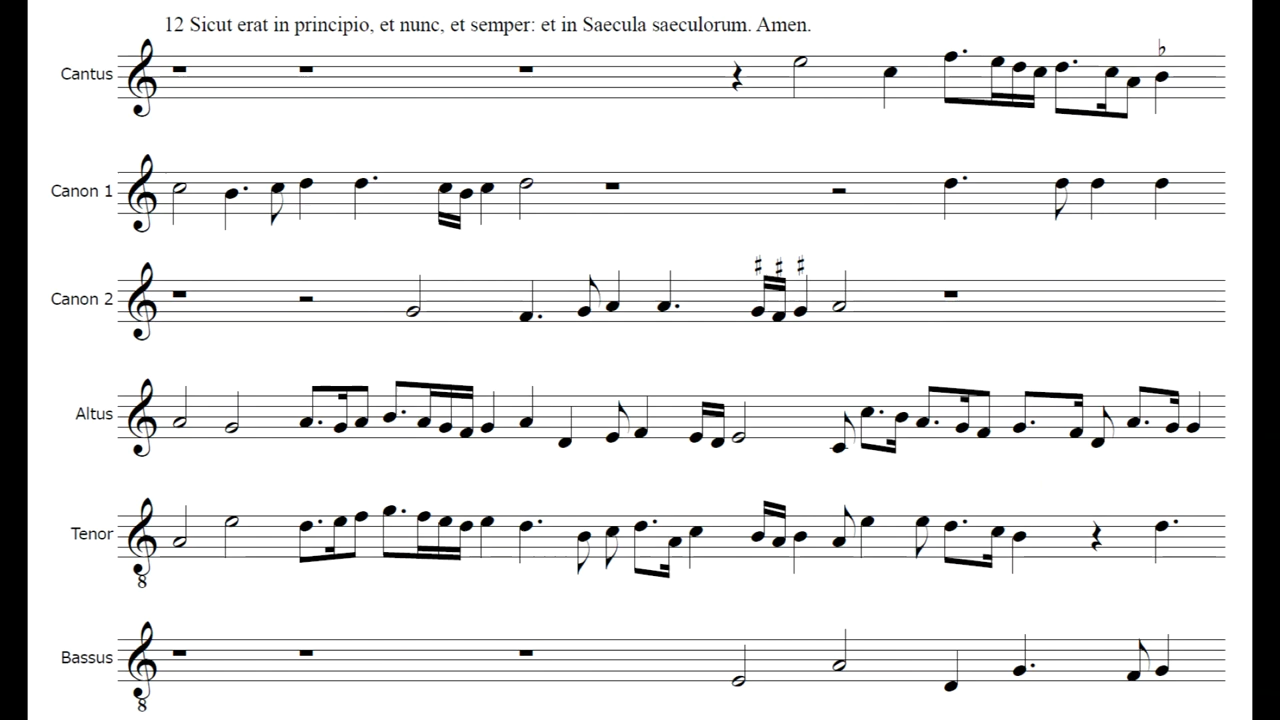 12 Sicut erat in principio, et nunc, et semper: et in Saecula saeculorum. Amen.
Cantus
Canon 1
Canon 2
Altus
Tenor
8
Bassus
8